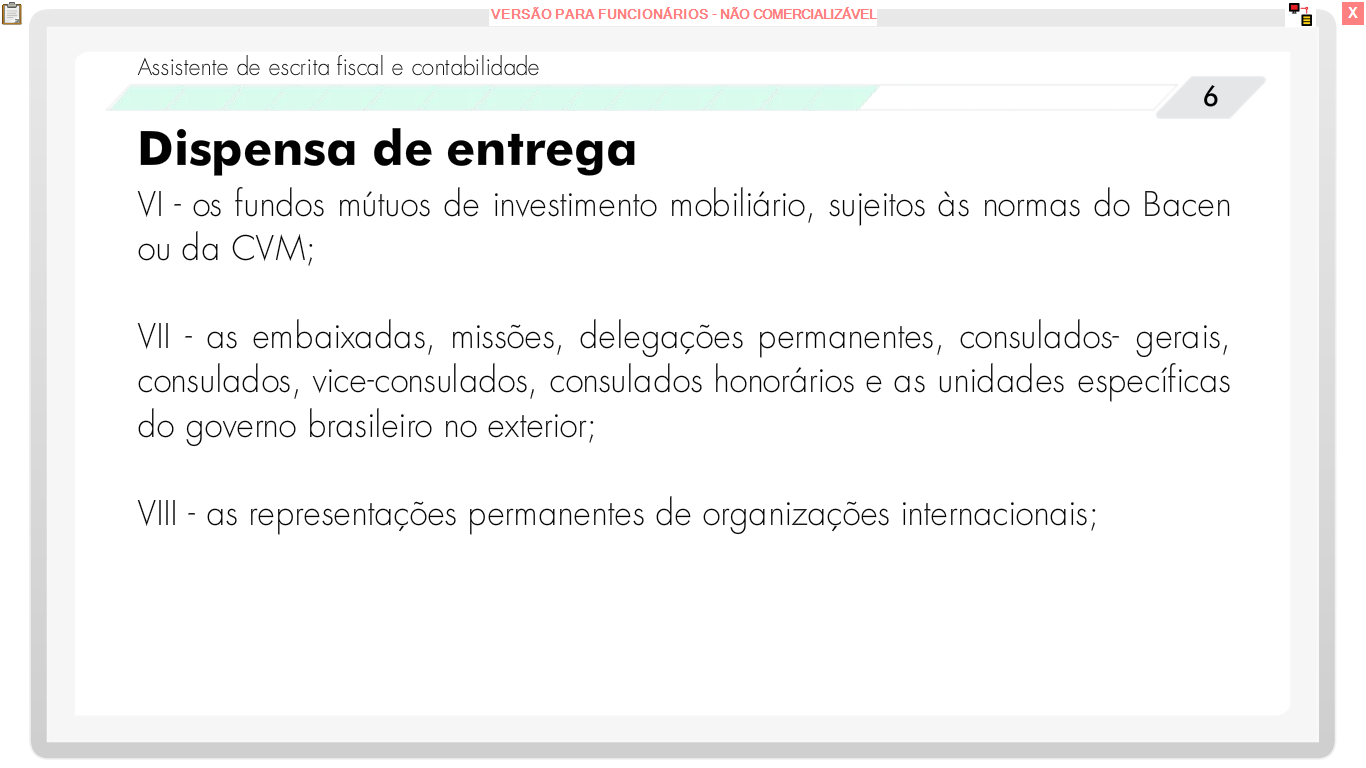 VERSÃO PARA FUNCIONÁRIOS - NÃO COMERCIALIZÁVEL
X
Assistente de escrita fiscal e contabilidade
6
Dispensa de entrega
VI - os fundos mútuos de investimento mobiliário, sujeitos às normas do Bacen
ou da CVM;
VII - as embaixadas, missões, delegações permanentes, consulados- gerais,
consulados, vice-consulados, consulados honorários e as unidades específicas
do governo brasileiro no exterior;
VIII - as representações permanentes de organizações internacionais;